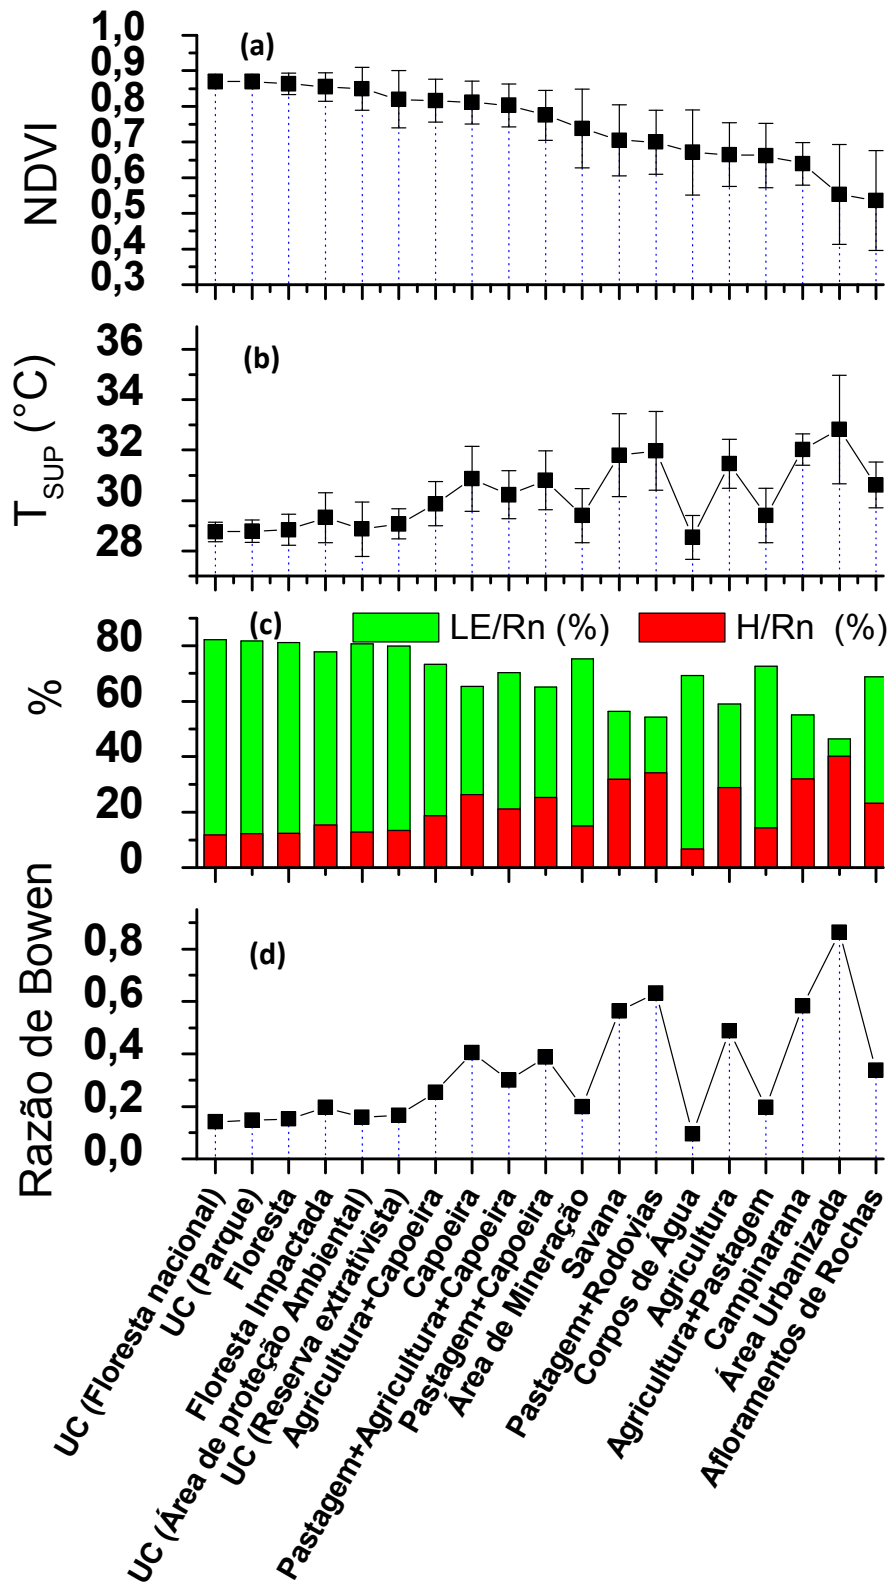 (a)
NDVI
1,0
0,9
0,8
0,7
0,6
0,5
0,4
0,3
(b)
T_SUP (°C)
36
34
32
30
28
(c)
LE/Rn (%)
H/Rn (%)
%
80
60
40
20
0
(d)
Razão de Bowen
0,8
0,6
0,4
0,2
0,0
UC (Floresta nacional)
UC (Parque)
Floresta
Floresta Impactada
UC (Área de proteção Ambiental)
UC (Reserva extrativista)
Agricultura+Capoeira
Capoeira
Pastagem+Agricultura+Capoeira
Pastagem+Capoeira
Área de Mineração
Savana
Pastagem+Rodovias
Corpos de Água
Agricultura
Agricultura+Pastagem
Campinarana
Área Urbanizada
Afloramentos de Rochas